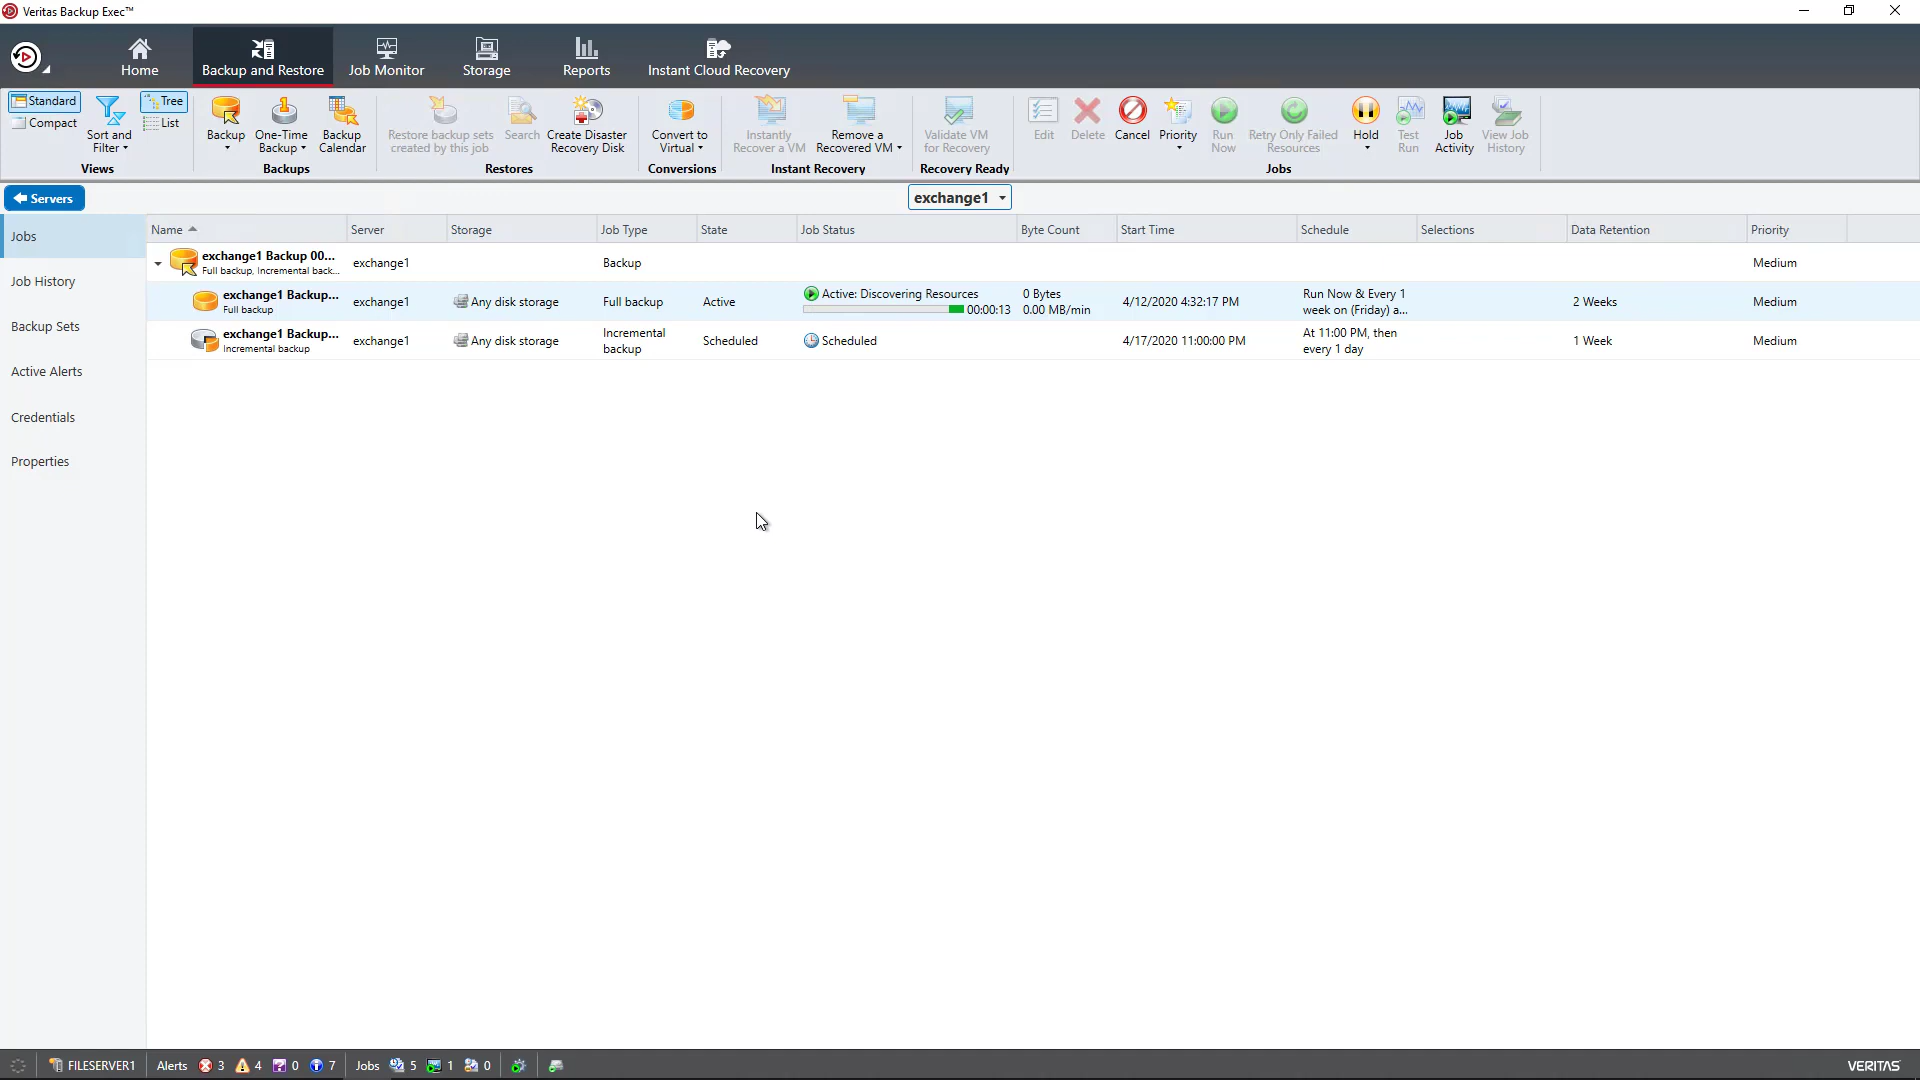 Veritas Backup Exec™
Home
Backup and Restore
Job Monitor
Storage
Reports
Instant Cloud Recovery
Standard
Compact
Sort and
Filter
Tree
List
Views
Backup
One-Time
Backup
Backup
Calendar
Backups
Restore backup sets
created by this job
Search
Create Disaster
Recovery Disk
Restores
Convert to
Virtual
Conversions
Instantly
Recover a VM
Remove a
Recovered VM
Instant Recovery
Validate VM
for Recovery
Recovery Ready
Edit
Delete
Cancel
Priority
Run
Now
Retry Only Failed
Resources
Hold
Test
Run
Job
Activity
View Job
History
Jobs
Servers
exchange1
Jobs
Job History
Backup Sets
Active Alerts
Credentials
Properties
Name Server Storage Job Type State Job Status Byte Count Start Time Schedule Selections Data Retention Priority
exchange1 Backup 00...
Full backup, Incremental back...
exchange1
Backup
Medium
exchange1 Backup...
Full backup
exchange1
Any disk storage
Full backup
Active
Active: Discovering Resources
00:00:13
0 Bytes
0.00 MB/min
4/12/2020 4:32:17 PM
Run Now & Every 1
week on (Friday) a...
2 Weeks
Medium
exchange1 Backup...
Incremental backup
exchange1
Any disk storage
Incremental
backup
Scheduled
Scheduled
4/17/2020 11:00:00 PM
At 11:00 PM, then
every 1 day
1 Week
Medium
FILESERVER1 Alerts 3 4 0 7 Jobs 5 1 0
VERITAS